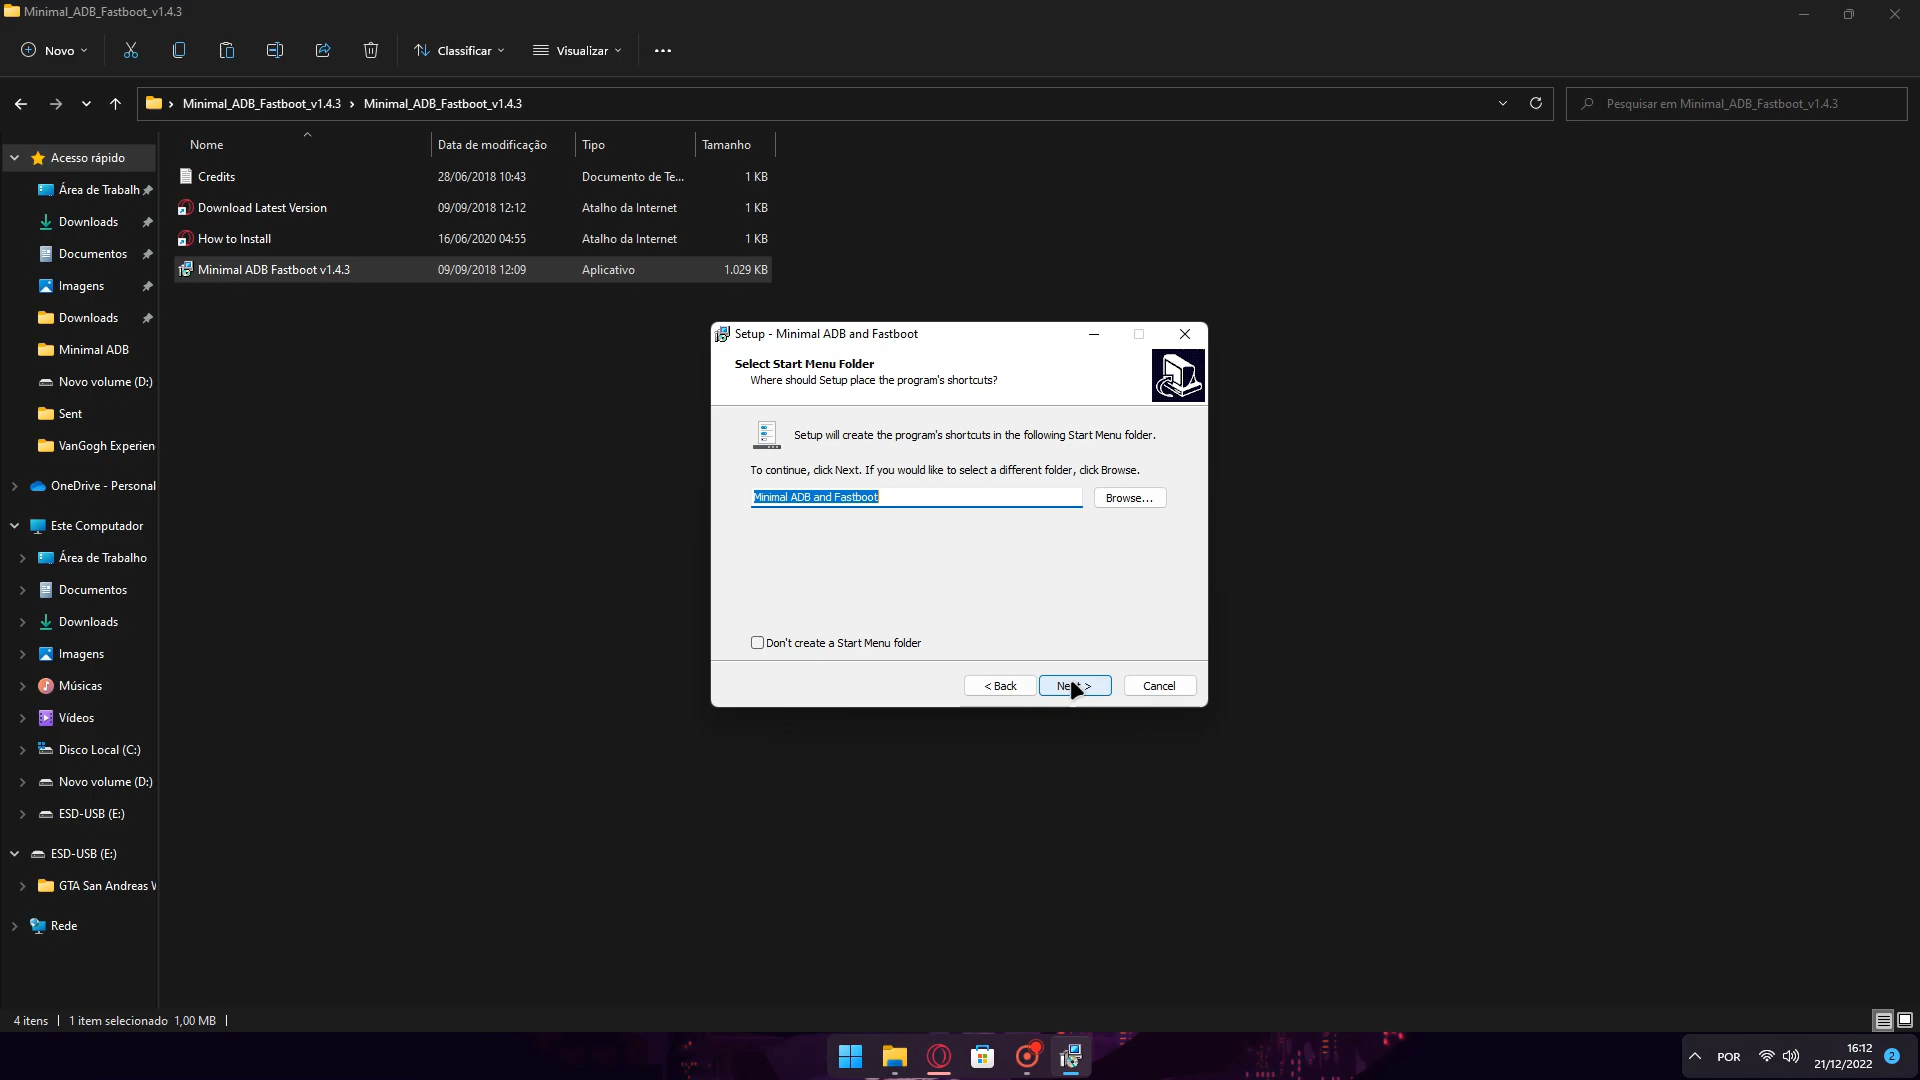 Minimal_ADB_Fastboot_v1.4.3
Novo
Classificar
Visualizar
Minimal_ADB_Fastboot_v1.4.3 > Minimal_ADB_Fastboot_v1.4.3
Pesquisar em Minimal_ADB_Fastboot_v1.4.3
Nome Data de modificação Tipo Tamanho
Credits 28/06/2018 10:43 Documento de Te... 1 KB
Download Latest Version 09/09/2018 12:12 Atalho da Internet 1 KB
How to Install 16/06/2020 04:55 Atalho da Internet 1 KB
Minimal ADB Fastboot v1.4.3 09/09/2018 12:09 Aplicativo 1.029 KB
Acesso rápido
Área de Trabalh
Downloads
Documentos
Imagens
Downloads
Minimal ADB
Novo volume (D:)
Sent
VanGogh Experien
OneDrive - Personal
Este Computador
Área de Trabalho
Documentos
Downloads
Imagens
Músicas
Vídeos
Disco Local (C:)
Novo volume (D:)
ESD-USB (E:)
ESD-USB (E:)
GTA San Andreas V
Rede
Setup - Minimal ADB and Fastboot
Select Start Menu Folder
Where should Setup place the program's shortcuts?
Setup will create the program's shortcuts in the following Start Menu folder.
To continue, click Next. If you would like to select a different folder, click Browse.
Minimal ADB and Fastboot
Browse...
Don't create a Start Menu folder
< Back Next > Cancel
4 itens 1 item selecionado 1,00 MB
POR
16:12
21/12/2022
2